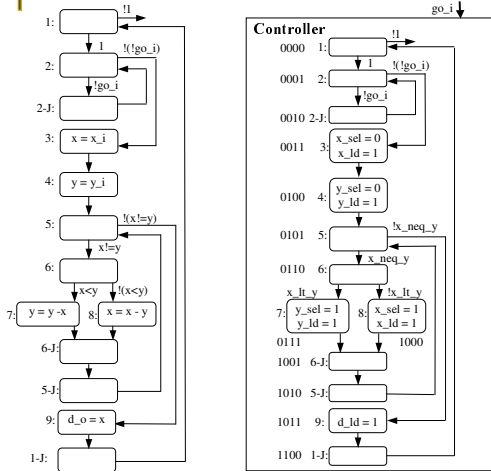 1:
!1
1
2:
!(!go_i)
!go_i
2-J:
3:
x = x_i
4:
y = y_i
5:
!(x!=y)
x!=y
6:
x<y
!(x<y)
7:
y = y -x
8:
x = x - y
6-J:
5-J:
9:
d_o = x
1-J:
go_i
Controller
!1
0000
1:
1
0001
2:
!(!go_i)
!go_i
0010
2-J:
0011
3:
x_sel = 0
x_ld = 1
0100
4:
y_sel = 0
y_ld = 1
0101
5:
!x_neq_y
x_neq_y
0110
6:
x_lt_y
!x_lt_y
7:
y_sel = 1
y_ld = 1
8:
x_sel = 1
x_ld = 1
0111
1000
1001
6-J:
1010
5-J:
1011
9:
d_ld = 1
1100
1-J: